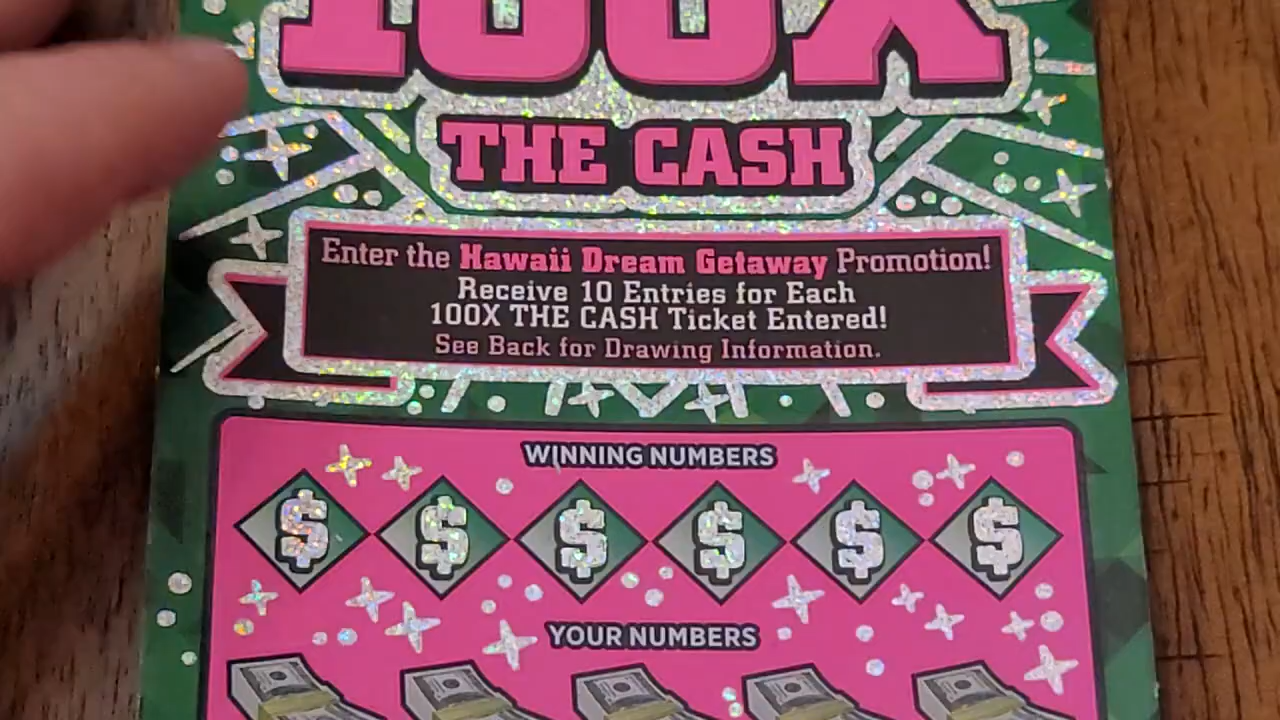 100X
THE CASH
Enter the Hawaii Dream Getaway Promotion!
Receive 10 Entries for Each
100X THE CASH Ticket Entered!
See Back for Drawing Information.
WINNING NUMBERS
$ $ $ $ $ $
YOUR NUMBERS